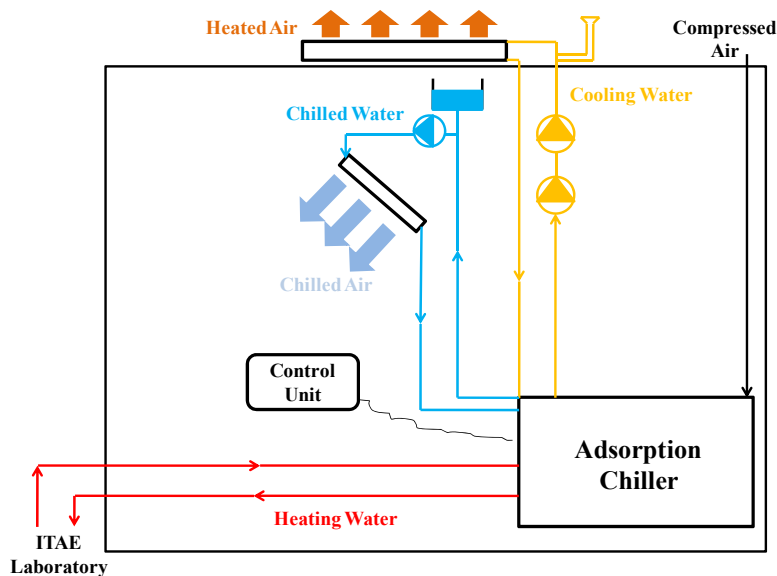 Heated Air
Compressed
Air
Chilled Water
Cooling Water
Chilled Air
Control
Unit
Adsorption
Chiller
Heating Water
ITAE
Laboratory